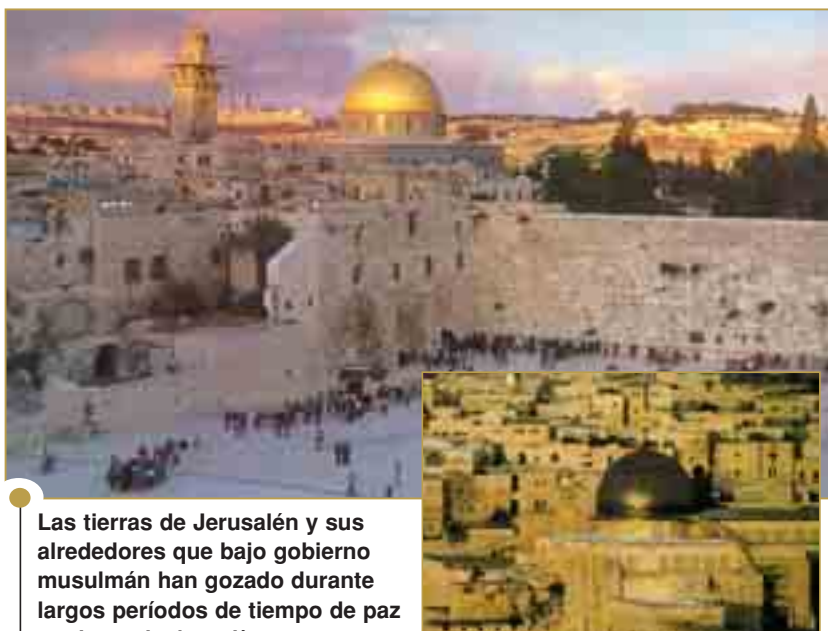 Las tierras de Jerusalén y sus
alrededores que bajo gobierno
musulmán han gozado durante
largos períodos de tiempo de paz